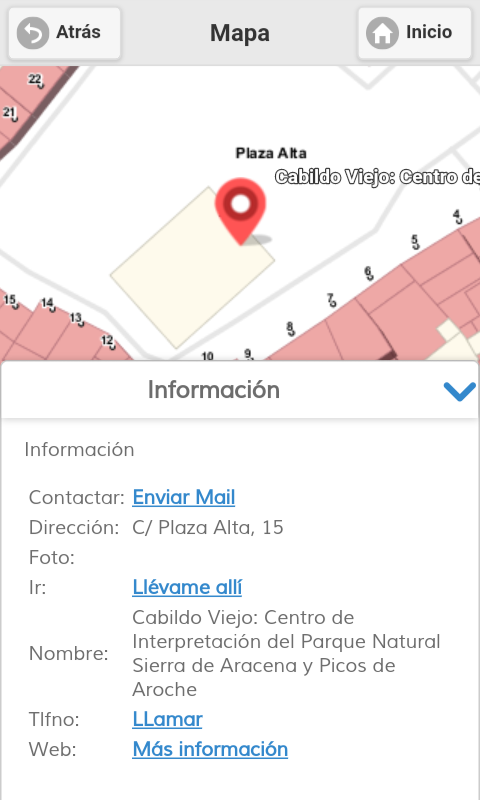 Atrás
Mapa
Inicio
22
21
Plaza Alta
Cabildo Viejo: Centro de
4
5
6
7
8
9
10
15
14
13
12
Información
Información
Contactar: Enviar Mail
Dirección: C/ Plaza Alta, 15
Foto:
Ir: Llévame allí
Nombre: Cabildo Viejo: Centro de
Interpretación del Parque Natural
Sierra de Aracena y Picos de
Aroche
Tlfno: LLamar
Web: Más información